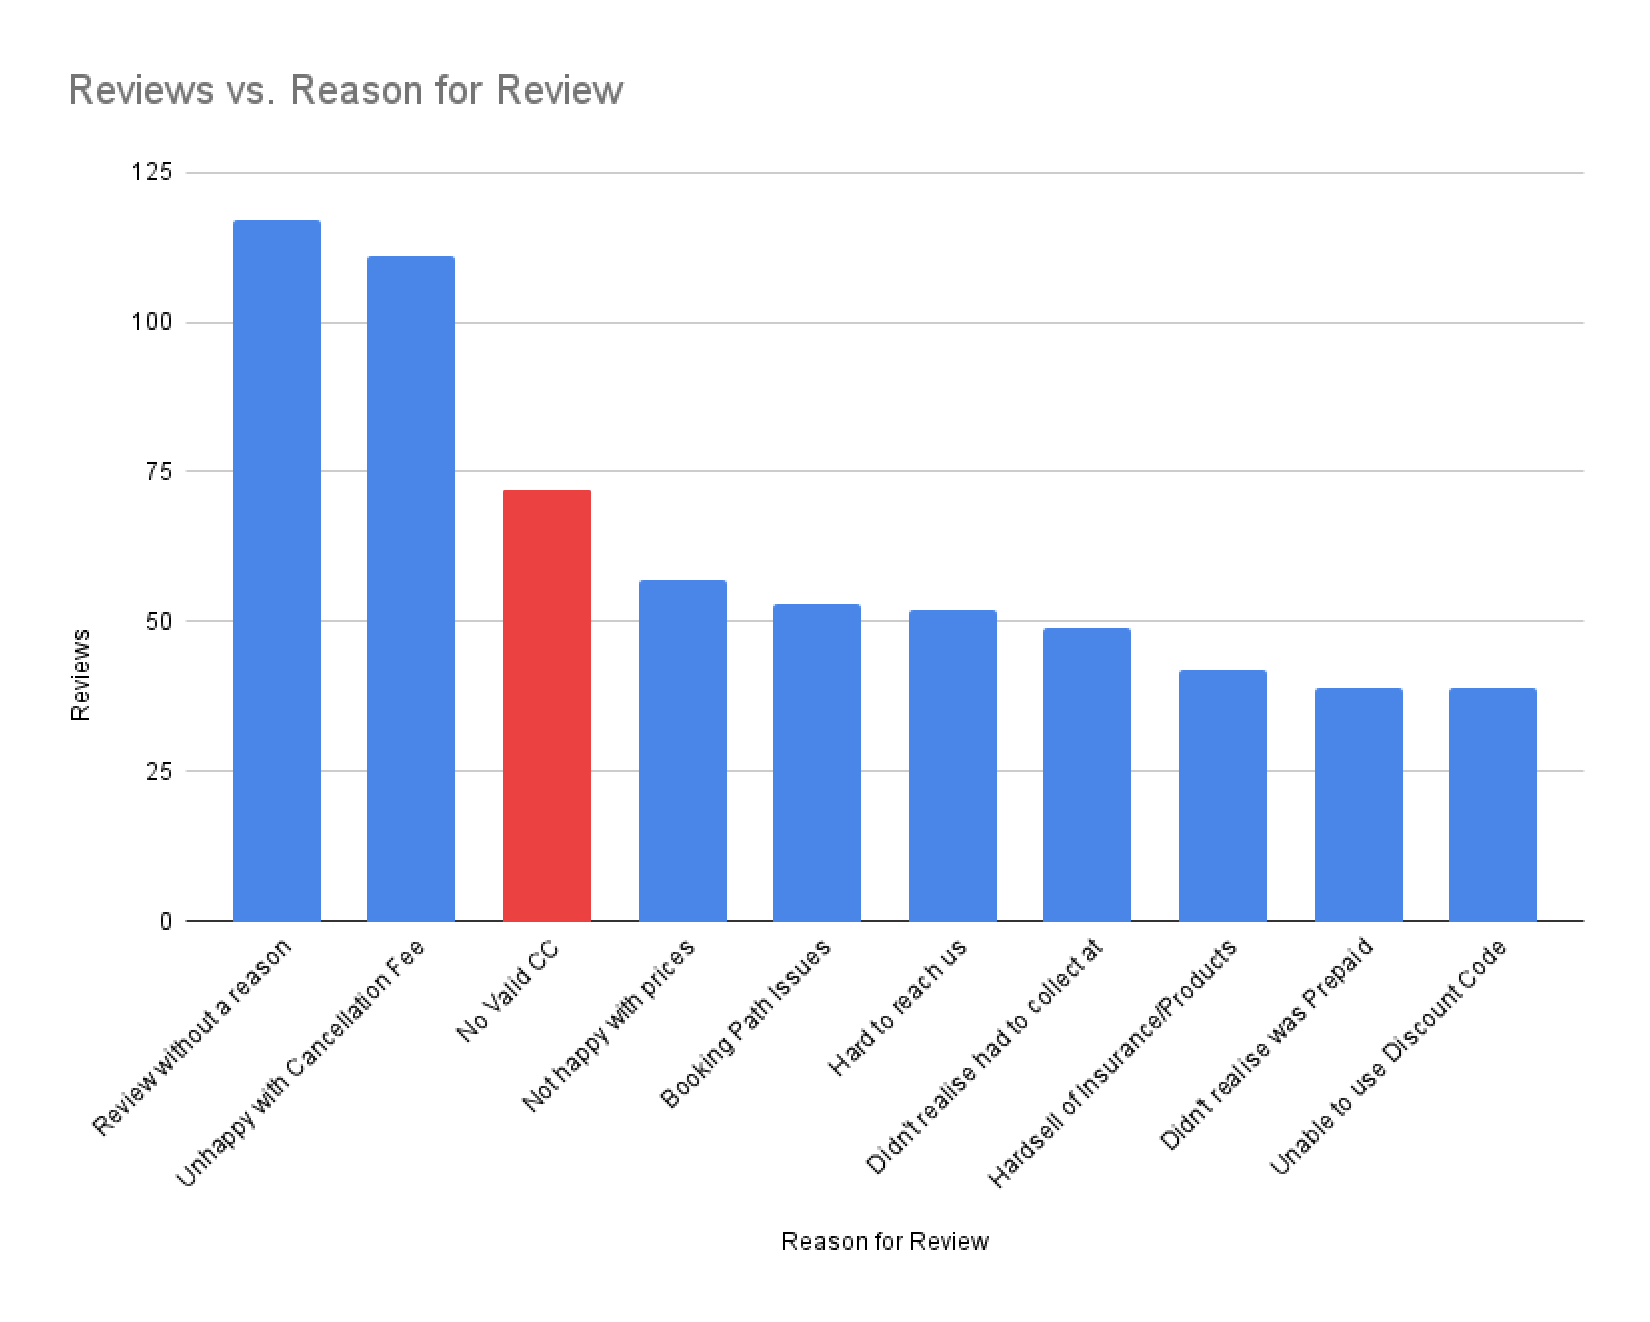 Reviews vs. Reason for Review
125
100
75
50
25
0
Reviews
Review without a reason
Unhappy with Cancellation Fee
No Valid CC
Not happy with prices
Booking Path Issues
Hard to reach us
Didn't realise had to collect at
Hardsell of Insurance/Products
Didn't realise was Prepaid
Unable to use Discount Code
Reason for Review